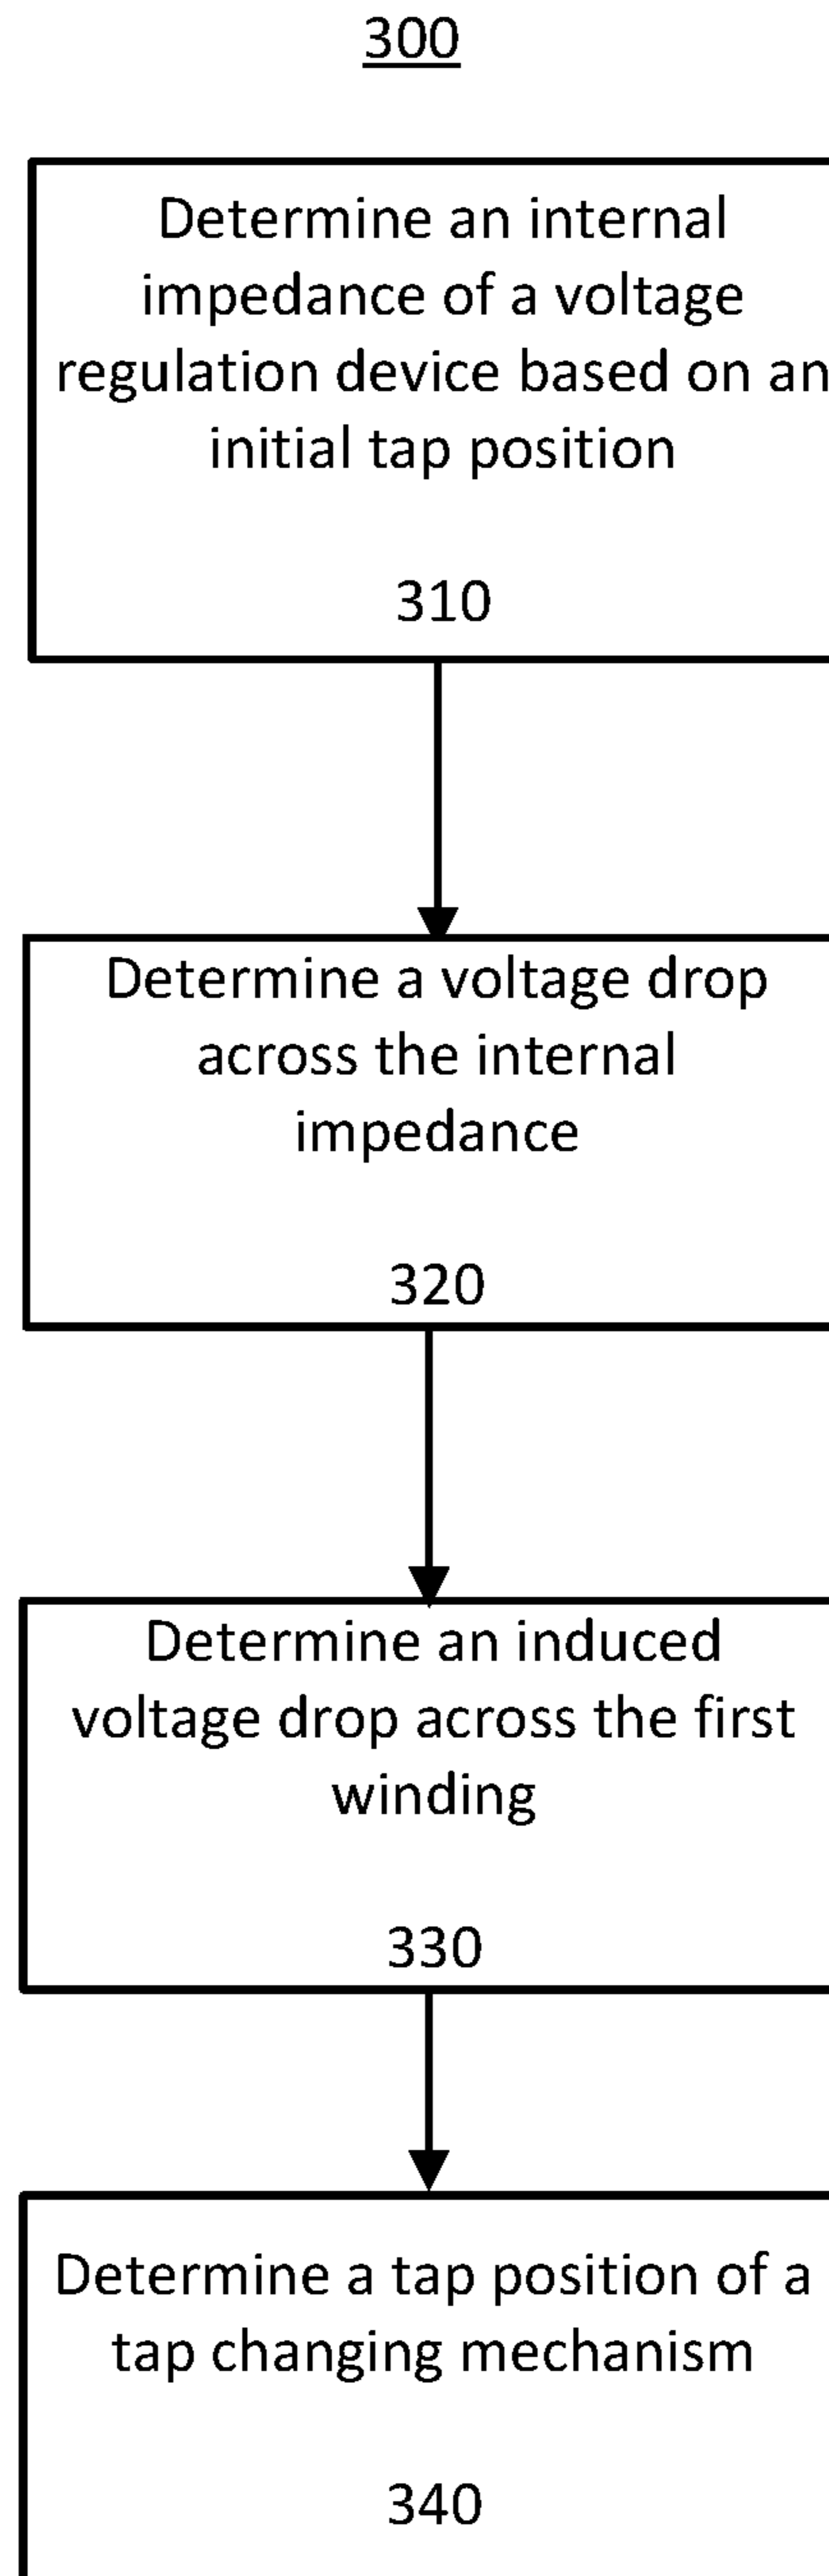 300
Determine an internal
impedance of a voltage
regulation device based on an
initial tap position
310
Determine a voltage drop
across the internal
impedance
320
Determine an induced
voltage drop across the first
winding
330
Determine a tap position of a
tap changing mechanism
340